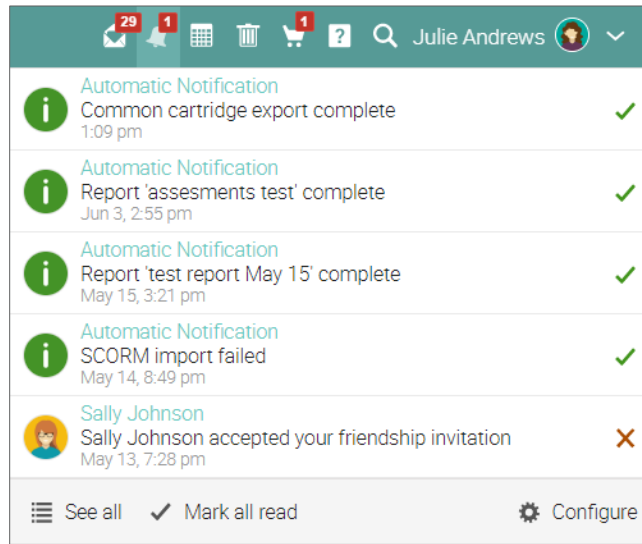 29 1 1 ? Julie Andrews
Automatic Notification
Common cartridge export complete
1:09 pm
Automatic Notification
Report 'assesments test' complete
Jun 3, 2:55 pm
Automatic Notification
Report 'test report May 15' complete
May 15, 3:21 pm
Automatic Notification
SCORM import failed
May 14, 8:49 pm
Sally Johnson
Sally Johnson accepted your friendship invitation
May 13, 7:28 pm
See all Mark all read Configure